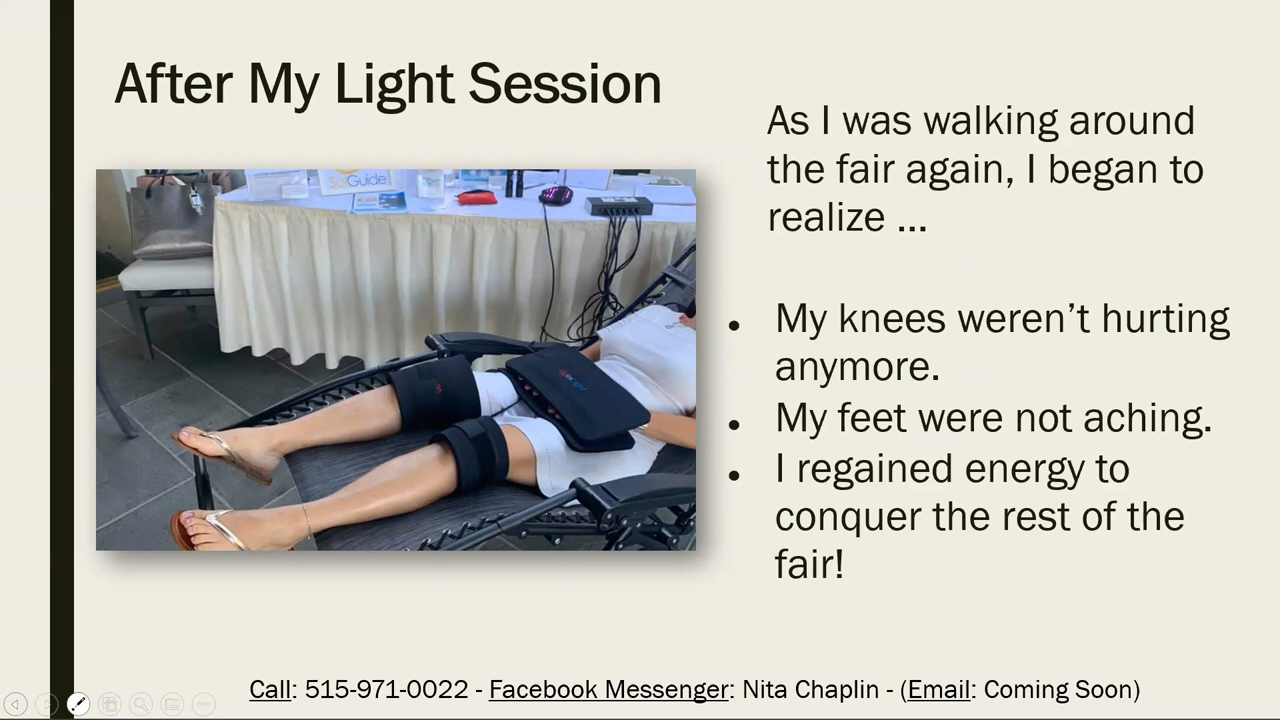 After My Light Session
As I was walking around
the fair again, I began to
realize ...
• My knees weren’t hurting
anymore.
• My feet were not aching.
• I regained energy to
conquer the rest of the
fair!
SolGuide
Call: 515-971-0022 - Facebook Messenger: Nita Chaplin - (Email: Coming Soon)